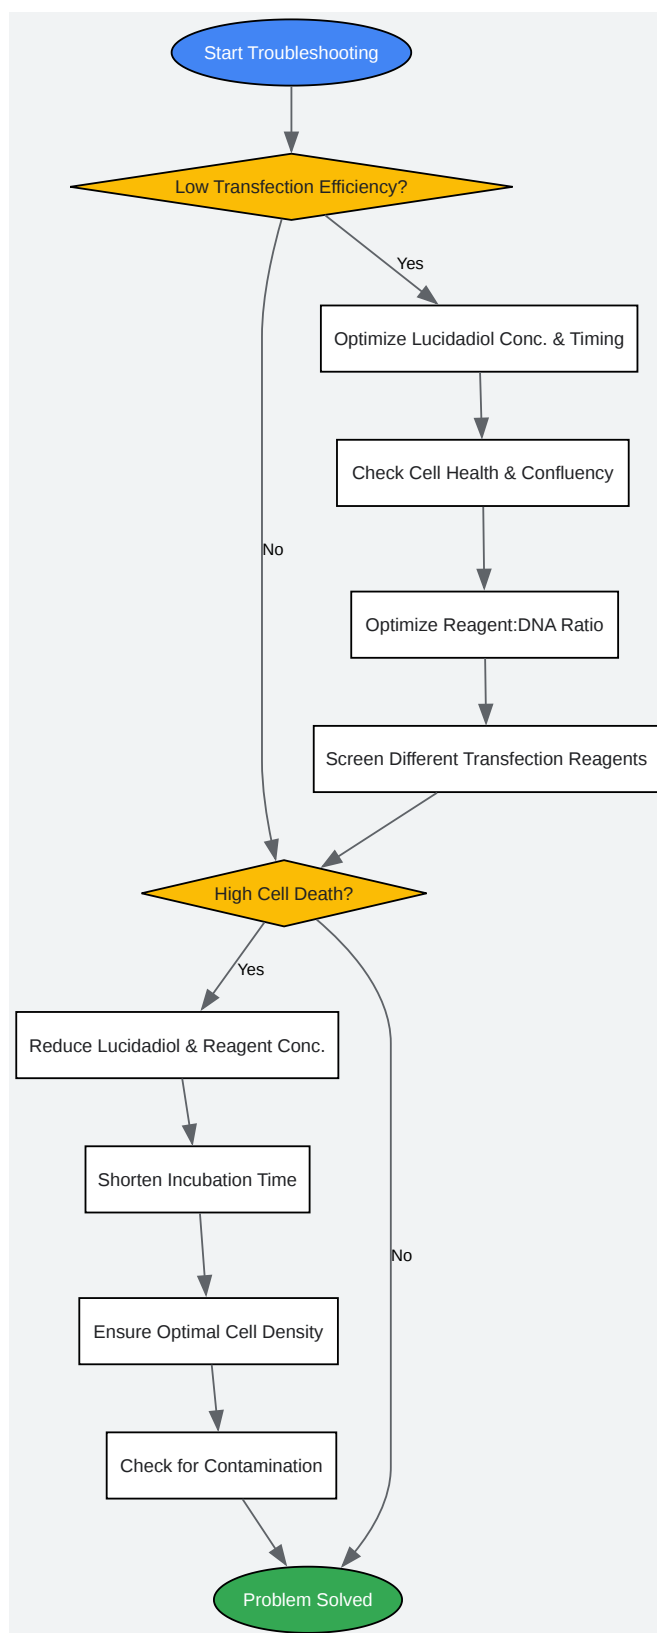 Start Troubleshooting
Low Transfection Efficiency?
Yes
Optimize Lucidadiol Conc. & Timing
Check Cell Health & Confluency
No
Optimize Reagent:DNA Ratio
Screen Different Transfection Reagents
High Cell Death?
Yes
Reduce Lucidadiol & Reagent Conc.
Shorten Incubation Time
No
Ensure Optimal Cell Density
Check for Contamination
Problem Solved